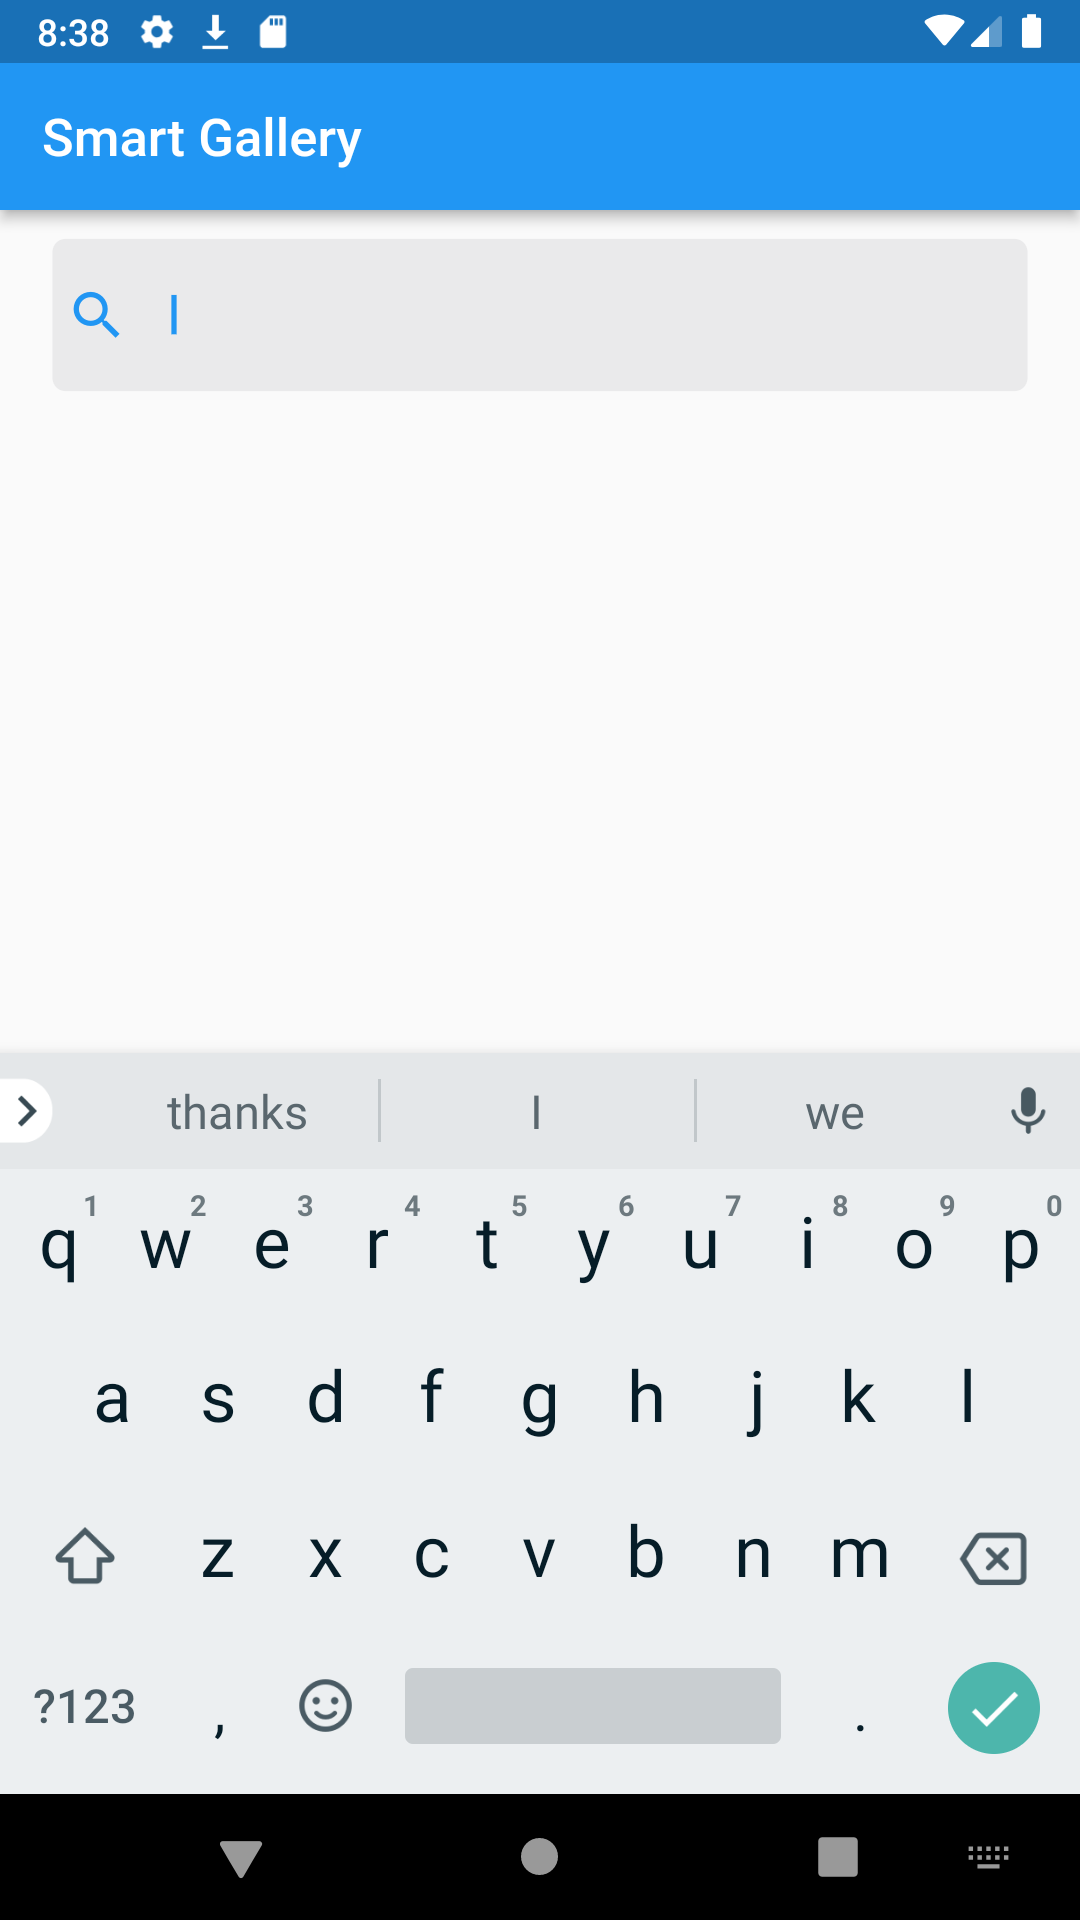 8:38
Smart Gallery
thanks I we
1 2 3 4 5 6 7 8 9 0
q w e r t y u i o p
a s d f g h j k l
z x c v b n m
?123 , .